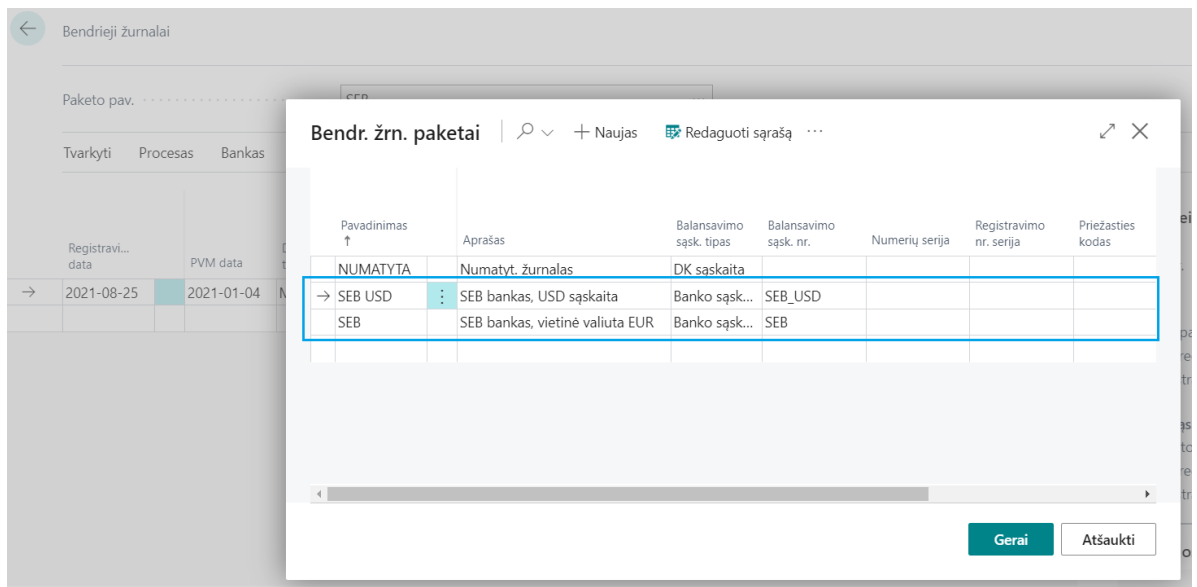 Bendrieji žurnalai
Paketo pav.
SEB
Bendr. žrn. paketai
Naujas
Redaguoti sąrašą
Tvarkyti Procesas Bankas
Pavadinimas
Aprašas
Balansavimo sąsk. tipas
Balansavimo sąsk. nr.
Numerių serija
Registravimo nr. serija
Priežasties kodas
Registravi... data
PVM data
NUMATYTA Numatyt. žurnalas DK sąskaita
2021-08-25 2021-01-04
SEB USD SEB bankas, USD sąskaita Banko sąsk... SEB_USD
SEB SEB bankas, vietinė valiuta EUR Banko sąsk... SEB
Gerai Atšaukti